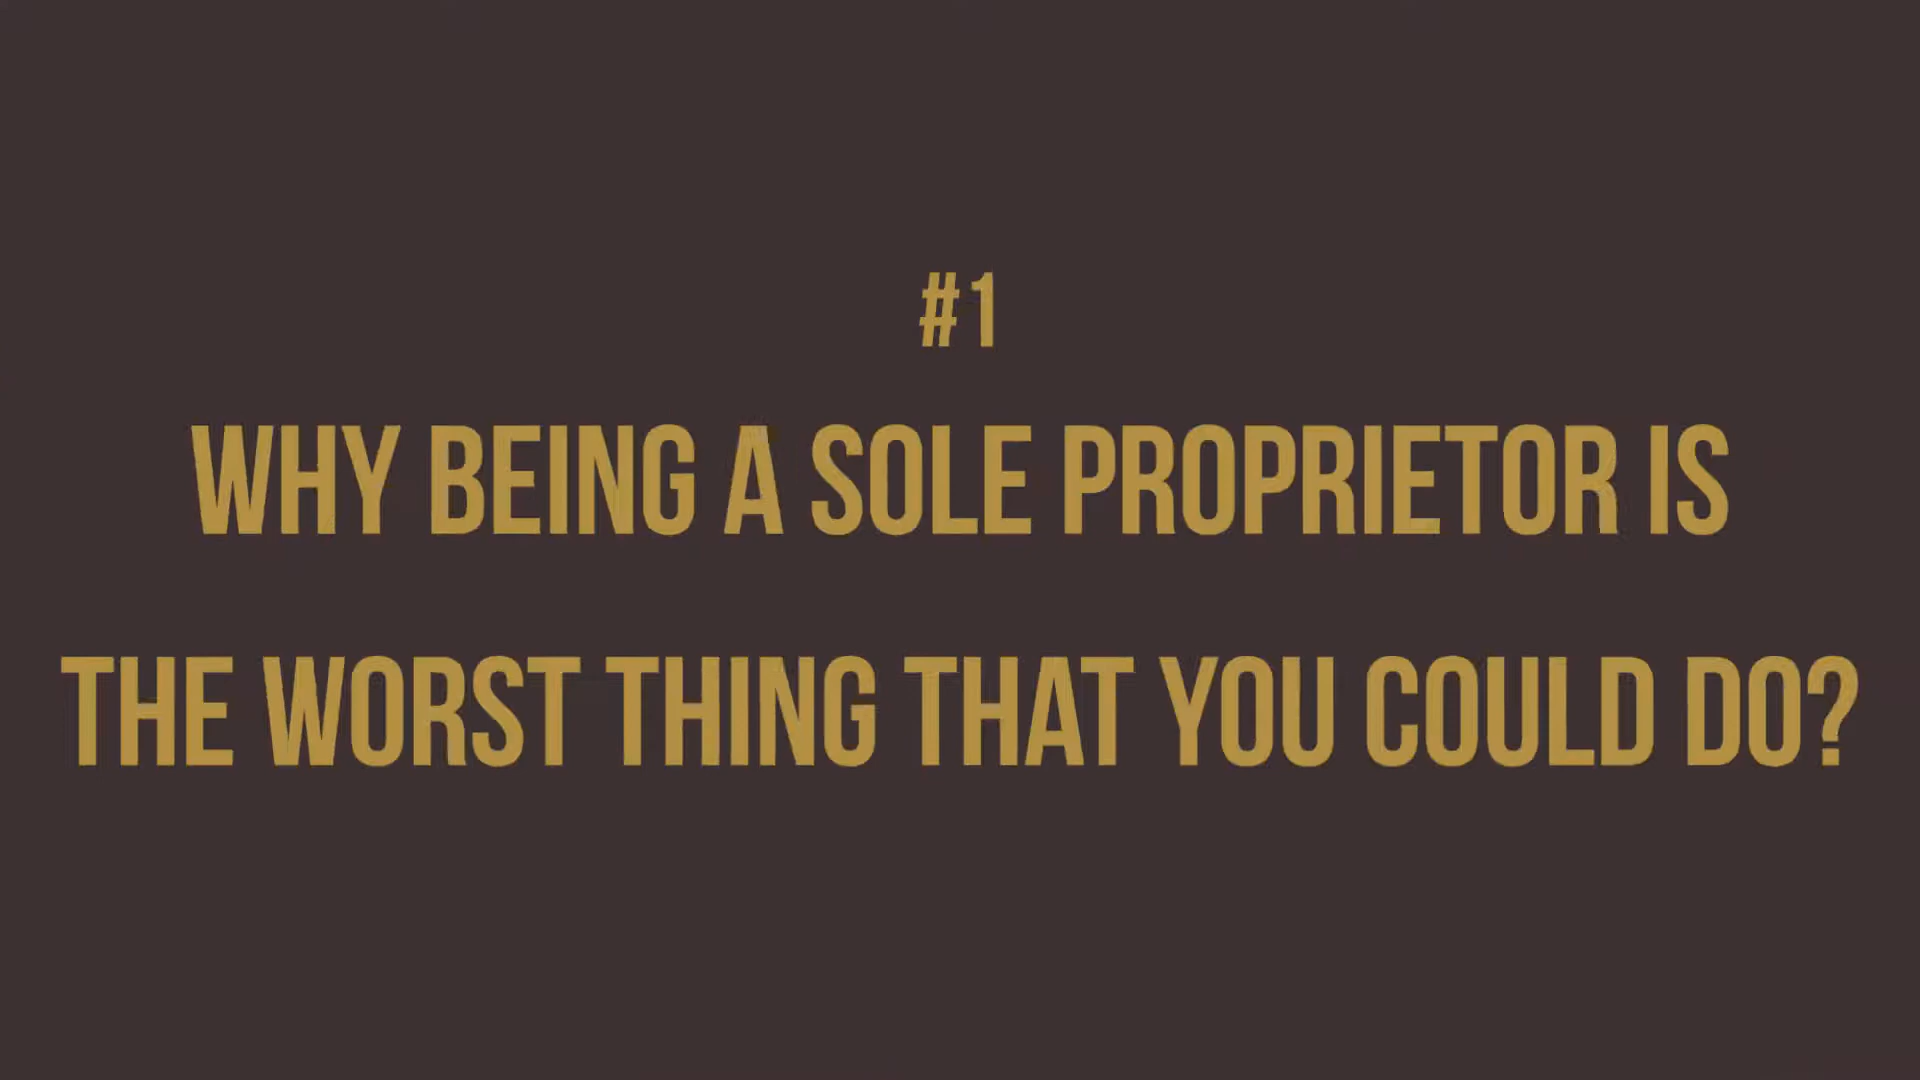 #1
WHY BEING A SOLE PROPRIETOR IS
THE WORST THING THAT YOU COULD DO?